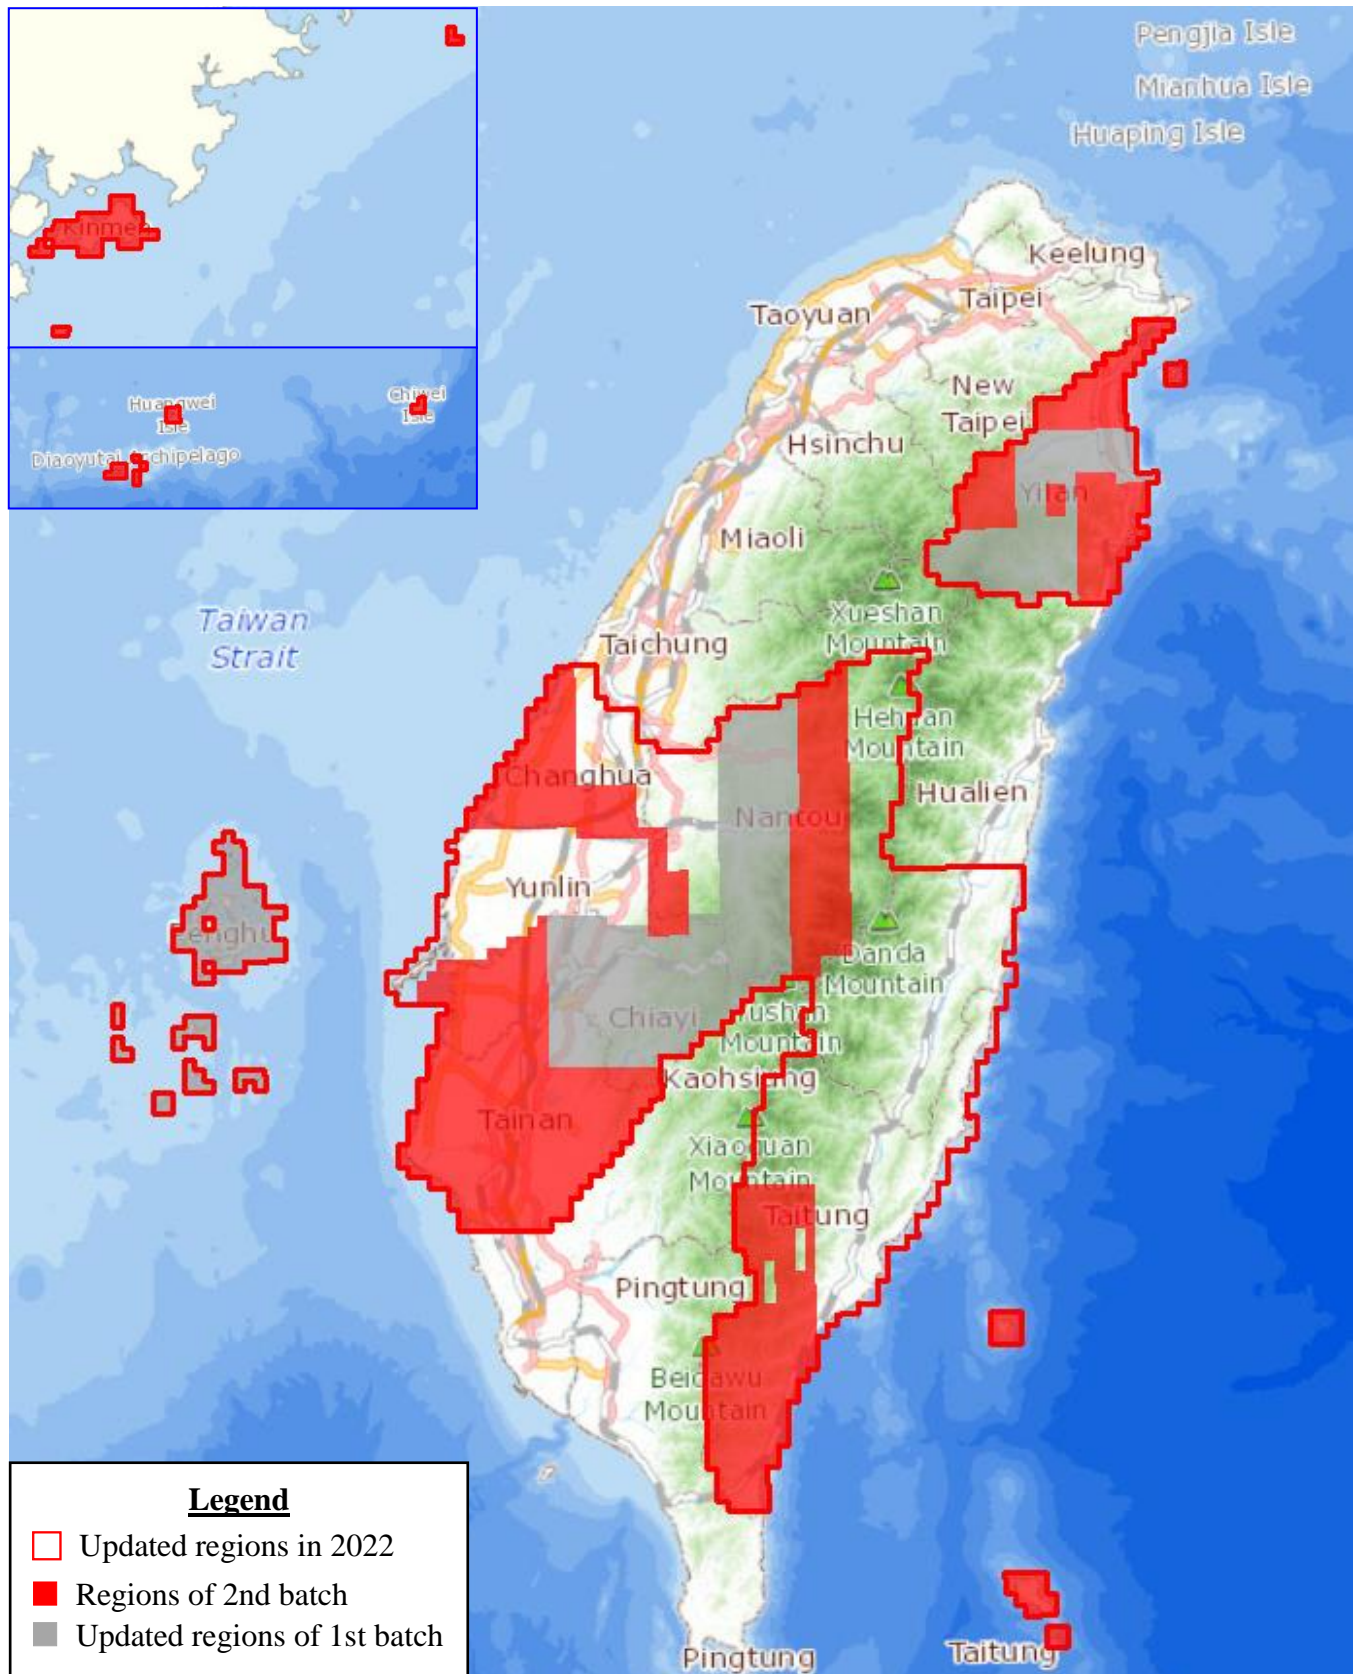 Pengjia Isle
Mianhua Isle
Huaping Isle
Kinmen
Huangwei
Isle
Chiwei
Isle
Diaoyutai Archipelago
Keelung
Taipei
Taoyuan
New
Taipei
Hsinchu
Yilan
Miaoli
Xueshan
Mountain
Taiwan
Strait
Taichung
Hehuan
Mountain
Changhua
Hualien
Nantou
Yunlin
Penghu
Danda
Mountain
Chiayi
Yushan
Mountain
Kaohsiung
Tainan
Xiaoguan
Mountain
Taitung
Pingtung
Beidawu
Mountain
Legend
Updated regions in 2022
Regions of 2nd batch
Updated regions of 1st batch
Pingtung
Taitung